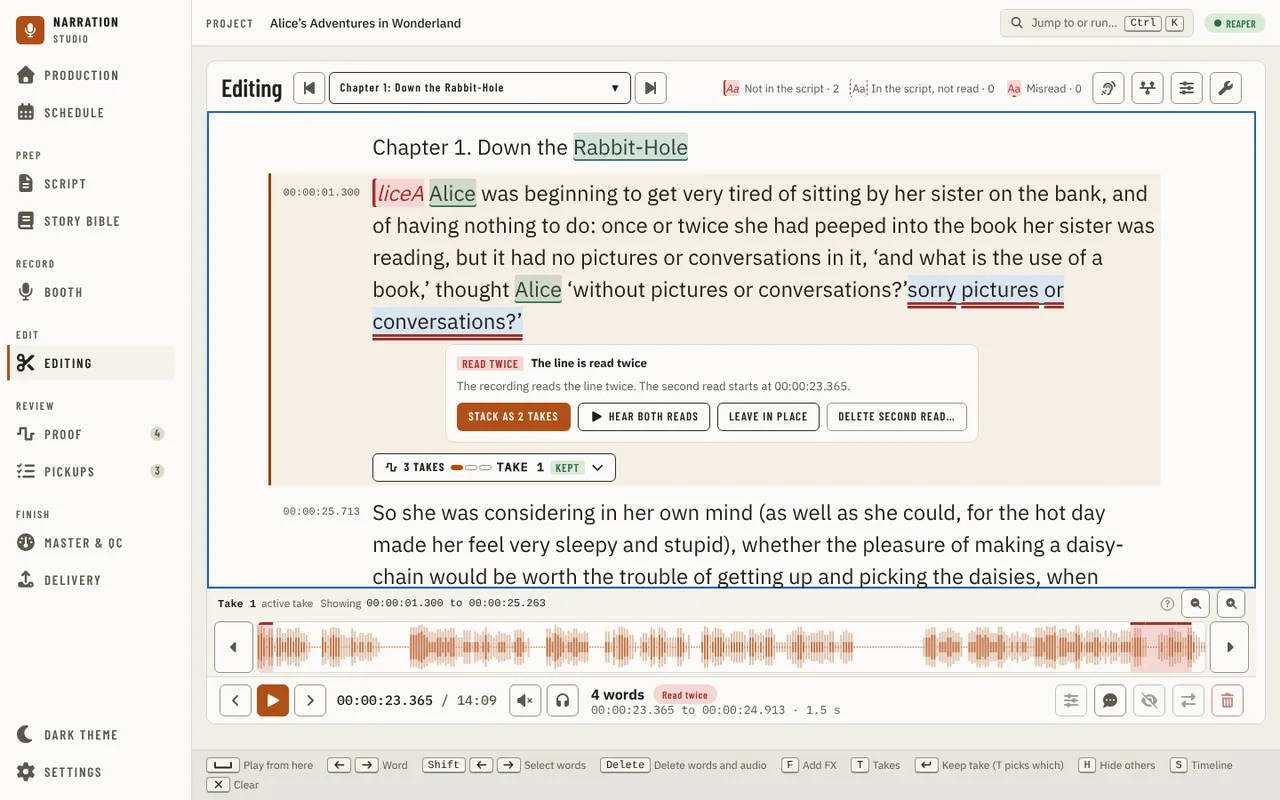 NARRATION
STUDIO
PRODUCTION
SCHEDULE
PREP
SCRIPT
STORY BIBLE
RECORD
BOOTH
EDIT
EDITING
REVIEW
PROOF 4
PICKUPS 3
FINISH
MASTER & QC
DELIVERY
DARK THEME
SETTINGS
PROJECT Alice's Adventures in Wonderland
Jump to or run... Ctrl K
REAPER
Editing
Chapter 1: Down the Rabbit-Hole
Aa Not in the script · 2
Aa In the script, not read · 0
Aa Misread · 0
Chapter 1. Down the Rabbit-Hole
00:00:01.300
liceA Alice was beginning to get very tired of sitting by her sister on the bank, and
of having nothing to do: once or twice she had peeped into the book her sister was
reading, but it had no pictures or conversations in it, ‘and what is the use of a
book,’ thought Alice ‘without pictures or conversations?’sorry pictures or
conversations?’
READ TWICE The line is read twice
The recording reads the line twice. The second read starts at 00:00:23.365.
STACK AS 2 TAKES
HEAR BOTH READS
LEAVE IN PLACE
DELETE SECOND READ...
3 TAKES TAKE 1 KEPT
00:00:25.713
So she was considering in her own mind (as well as she could, for the hot day
made her feel very sleepy and stupid), whether the pleasure of making a daisy-
chain would be worth the trouble of getting up and picking the daisies, when
Take 1 active take Showing 00:00:01.300 to 00:00:25.263
?
00:00:23.365 / 14:09
4 words Read twice
00:00:23.365 to 00:00:24.913 · 1.5 s
Play from here
Word
Shift Select words
Delete Delete words and audio
F Add FX
T Takes
Keep take (T picks which)
H Hide others
S Timeline
Clear